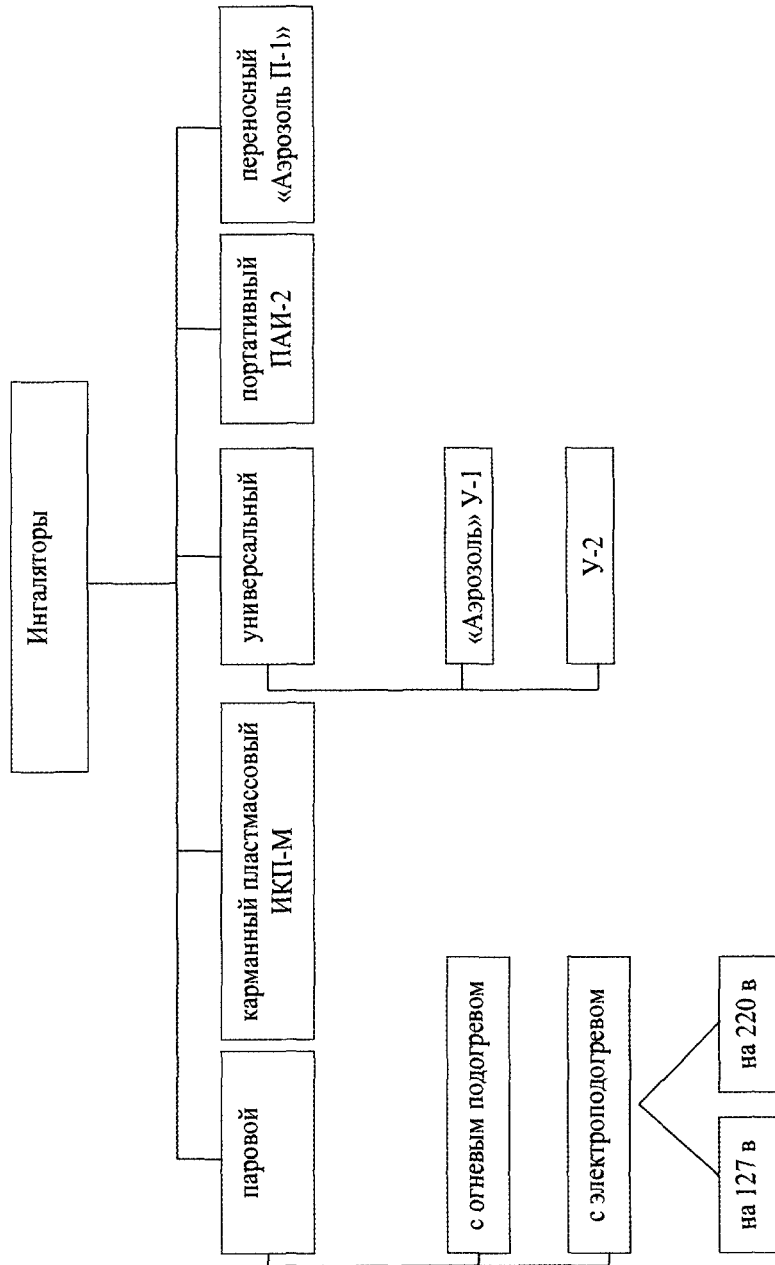 Ингаляторы
паровой
карманный пластмассовый
ИКП-М
универсальный
портативный
ПАИ-2
переносный
«Аэрозоль П-1»
с огневым подогревом
«Аэрозоль» У-1
с электроподогревом
У-2
на 127 в
на 220 в